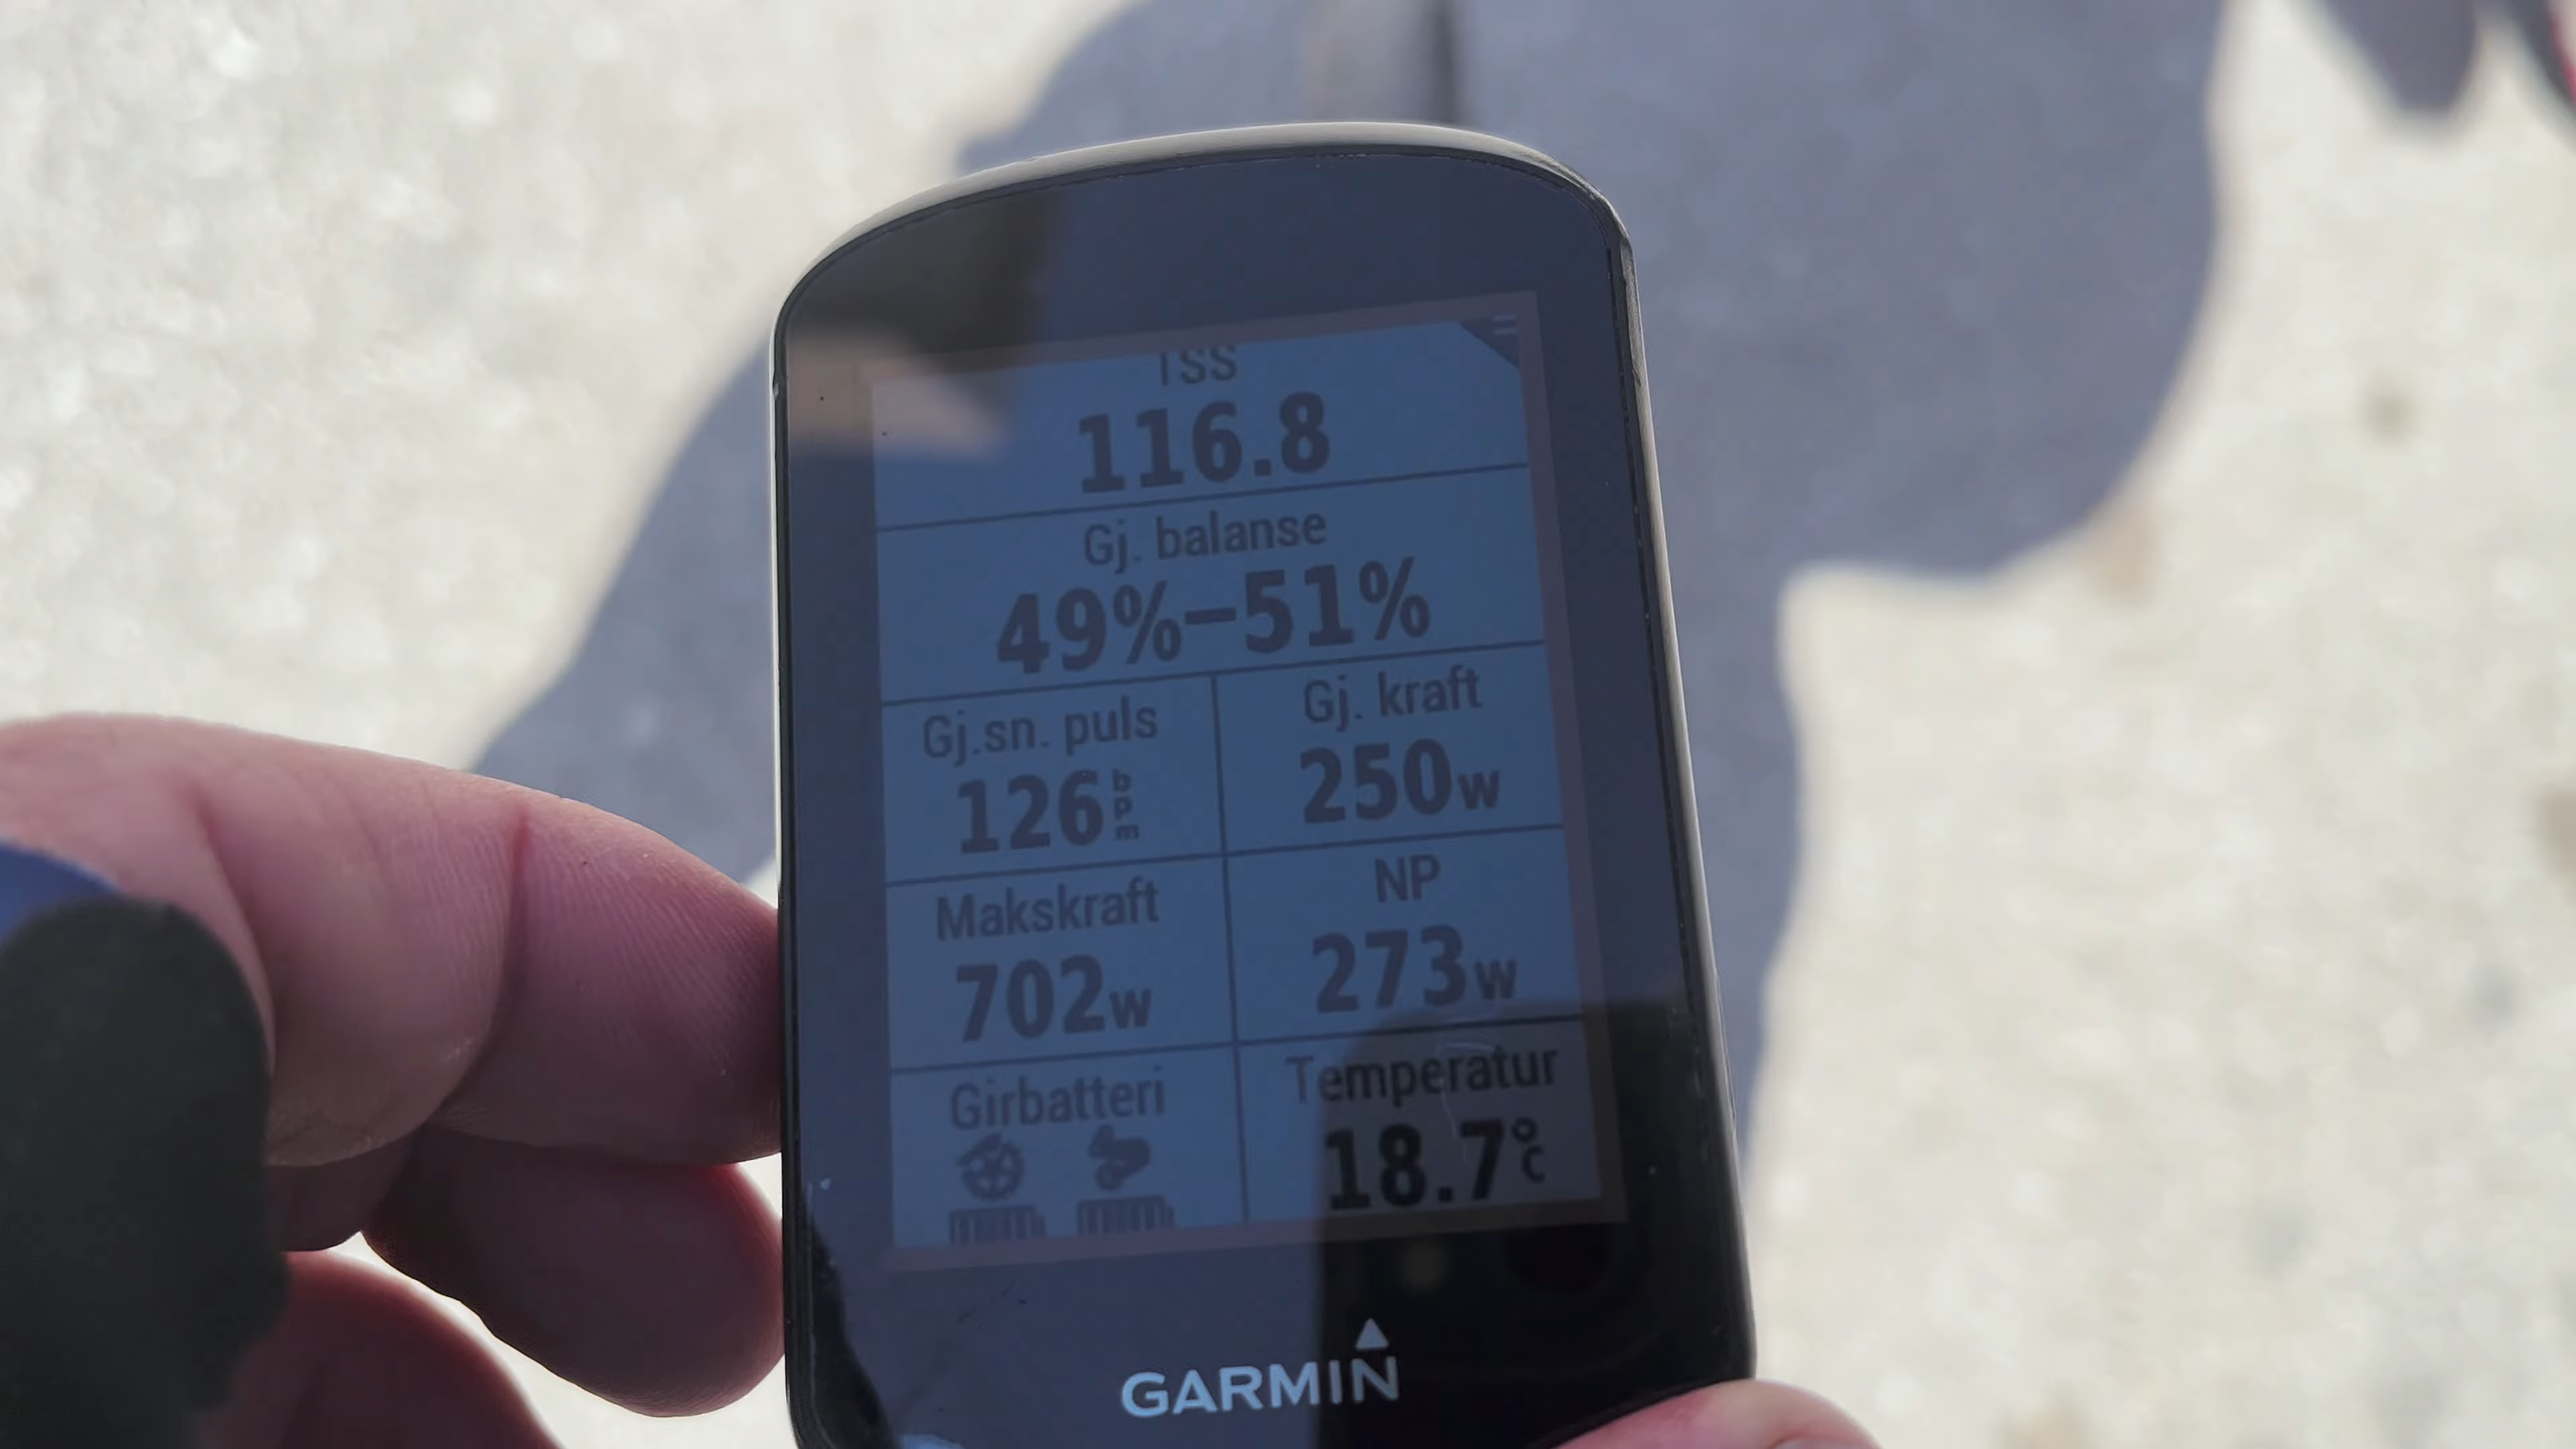 TSS
116.8
Gj. balanse
49%-51%
Gj.sn. puls
126 bpm
Gj. kraft
250w
Makskraft
702w
NP
273w
Girbatteri
Temperatur
18.7°C
GARMIN